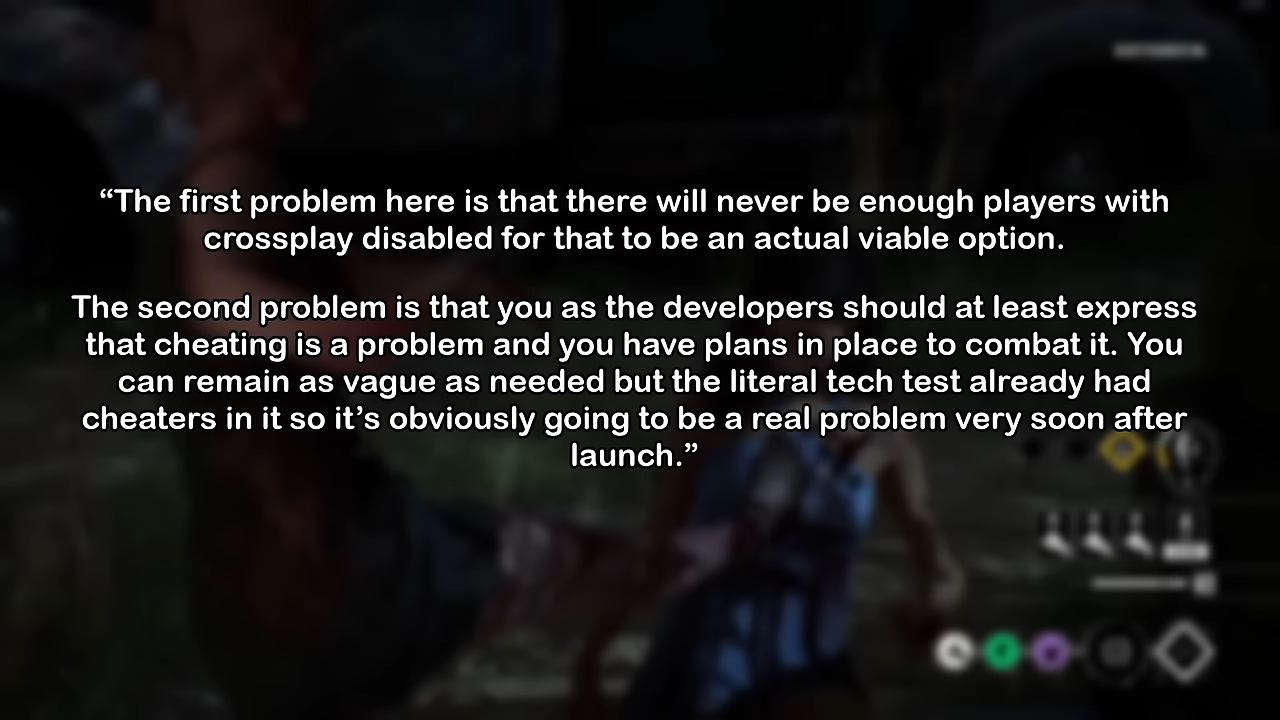 “The first problem here is that there will never be enough players with
crossplay disabled for that to be an actual viable option.
The second problem is that you as the developers should at least express
that cheating is a problem and you have plans in place to combat it. You
can remain as vague as needed but the literal tech test already had
cheaters in it so it’s obviously going to be a real problem very soon after
launch.”